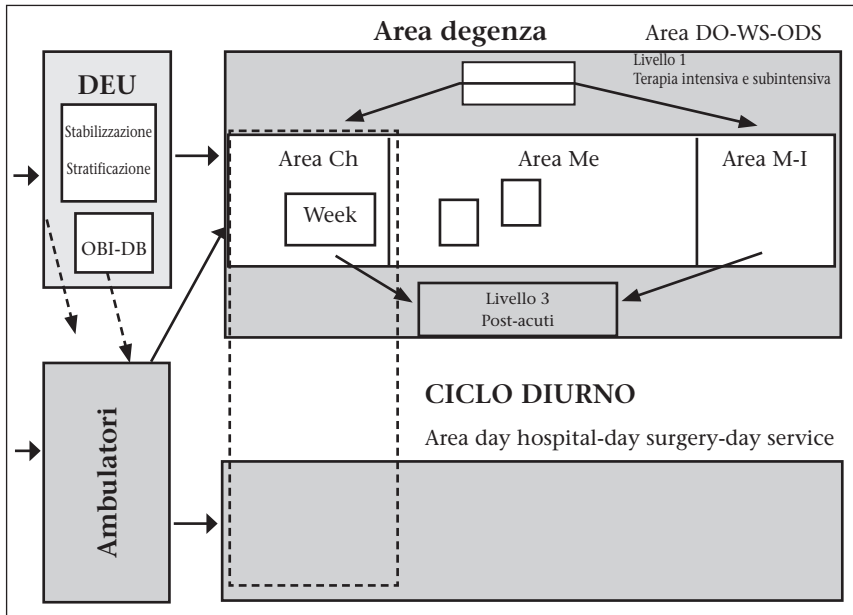 Area degenza
Area DO-WS-ODS
Livello 1
Terapia intensiva e subintensiva
DEU
Stabilizzazione
Stratificazione
OBI-DB
Area Ch
Area Me
Area M-I
Week
Livello 3
Post-acuti
Ambulatori
CICLO DIURNO
Area day hospital-day surgery-day service